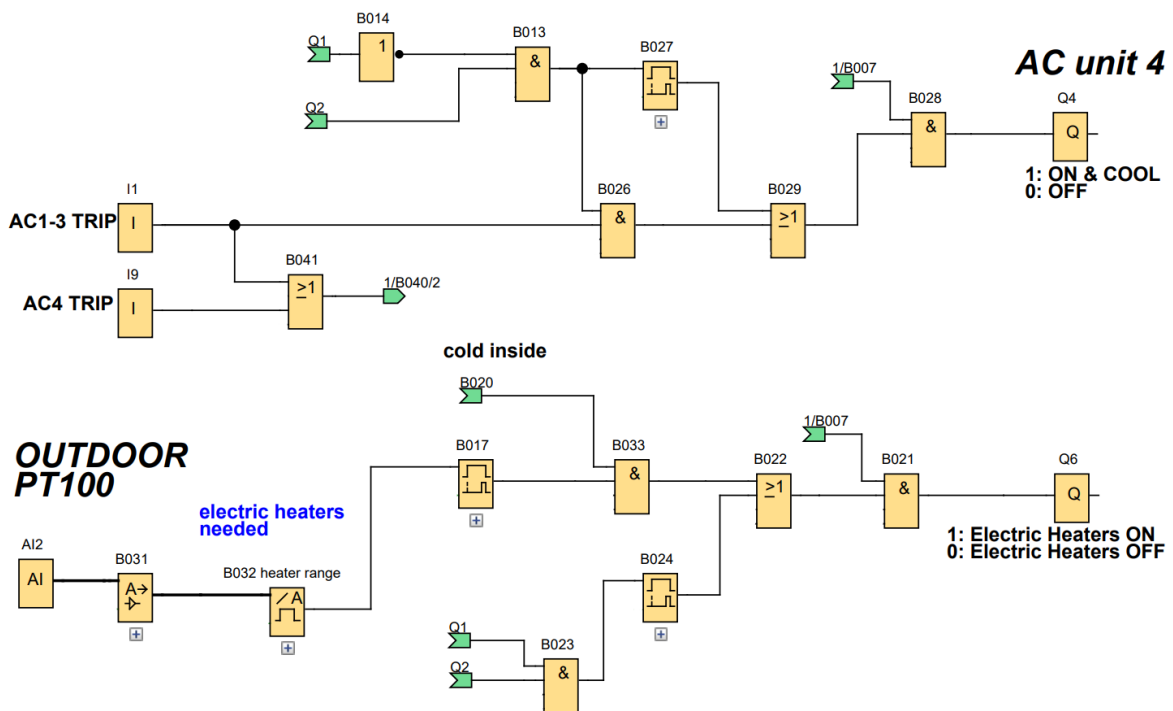 B014
Q1
1
B013
&
B027
Q2
1/B007
AC unit 4
B028
&
Q4
Q
1: ON & COOL
0: OFF
I1
AC1-3 TRIP
I
B026
&
B029
>1
B041
>1
1/B040/2
I9
AC4 TRIP
I
cold inside
B020
OUTDOOR
PT100
B017
B033
&
B022
>1
1/B007
B021
&
Q6
Q
1: Electric Heaters ON
0: Electric Heaters OFF
electric heaters
needed
AI2
AI
B031
A→
B032 heater range
/A
B024
Q1
Q2
B023
&